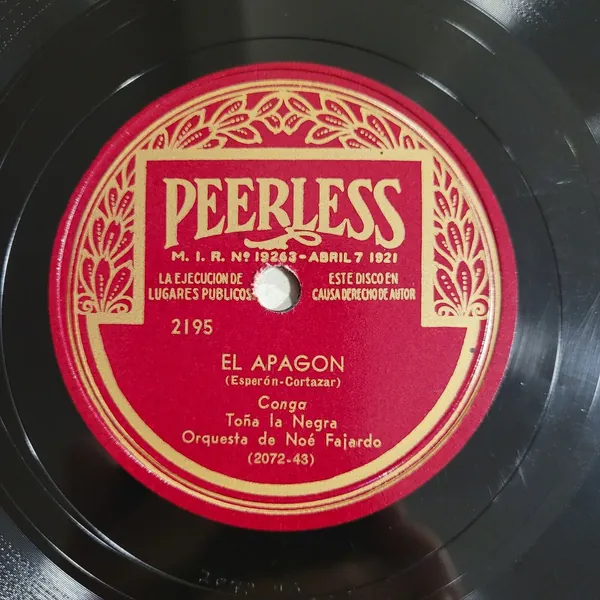 PEERLESS
M. I. R. Nº 19263-ABRIL 7 1921
LA EJECUCION DE ESTE DISCO EN
LUGARES PUBLICOS CAUSA DERECHO DE AUTOR
2195
EL APAGON
(Esperón-Cortazar)
Conga
Toña la Negra
Orquesta de Noé Fajardo
(2072-43)